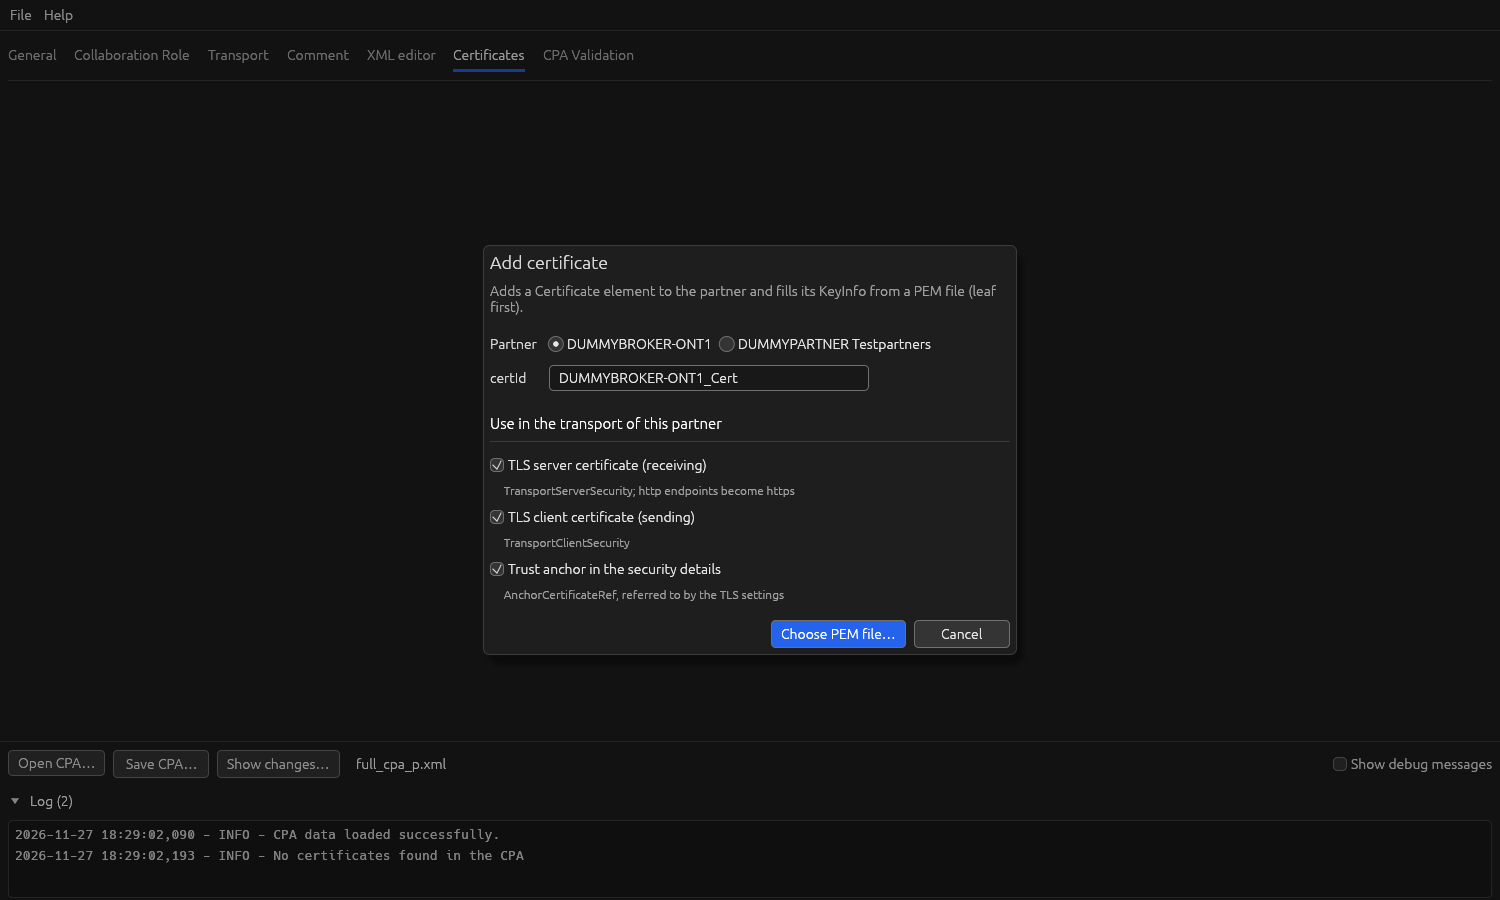 File Help
General Collaboration Role Transport Comment XML editor Certificates CPA Validation
Add certificate
Adds a Certificate element to the partner and fills its KeyInfo from a PEM file (leaf
first).
Partner DUMMYBROKER-ONT1 DUMMYPARTNER Testpartners
certId DUMMYBROKER-ONT1_Cert
Use in the transport of this partner
TLS server certificate (receiving)
TransportServerSecurity; http endpoints become https
TLS client certificate (sending)
TransportClientSecurity
Trust anchor in the security details
AnchorCertificateRef, referred to by the TLS settings
Choose PEM file… Cancel
Open CPA… Save CPA… Show changes… full_cpa_p.xml Show debug messages
Log (2)
2026-11-27 18:29:02,090 - INFO - CPA data loaded successfully.
2026-11-27 18:29:02,193 - INFO - No certificates found in the CPA